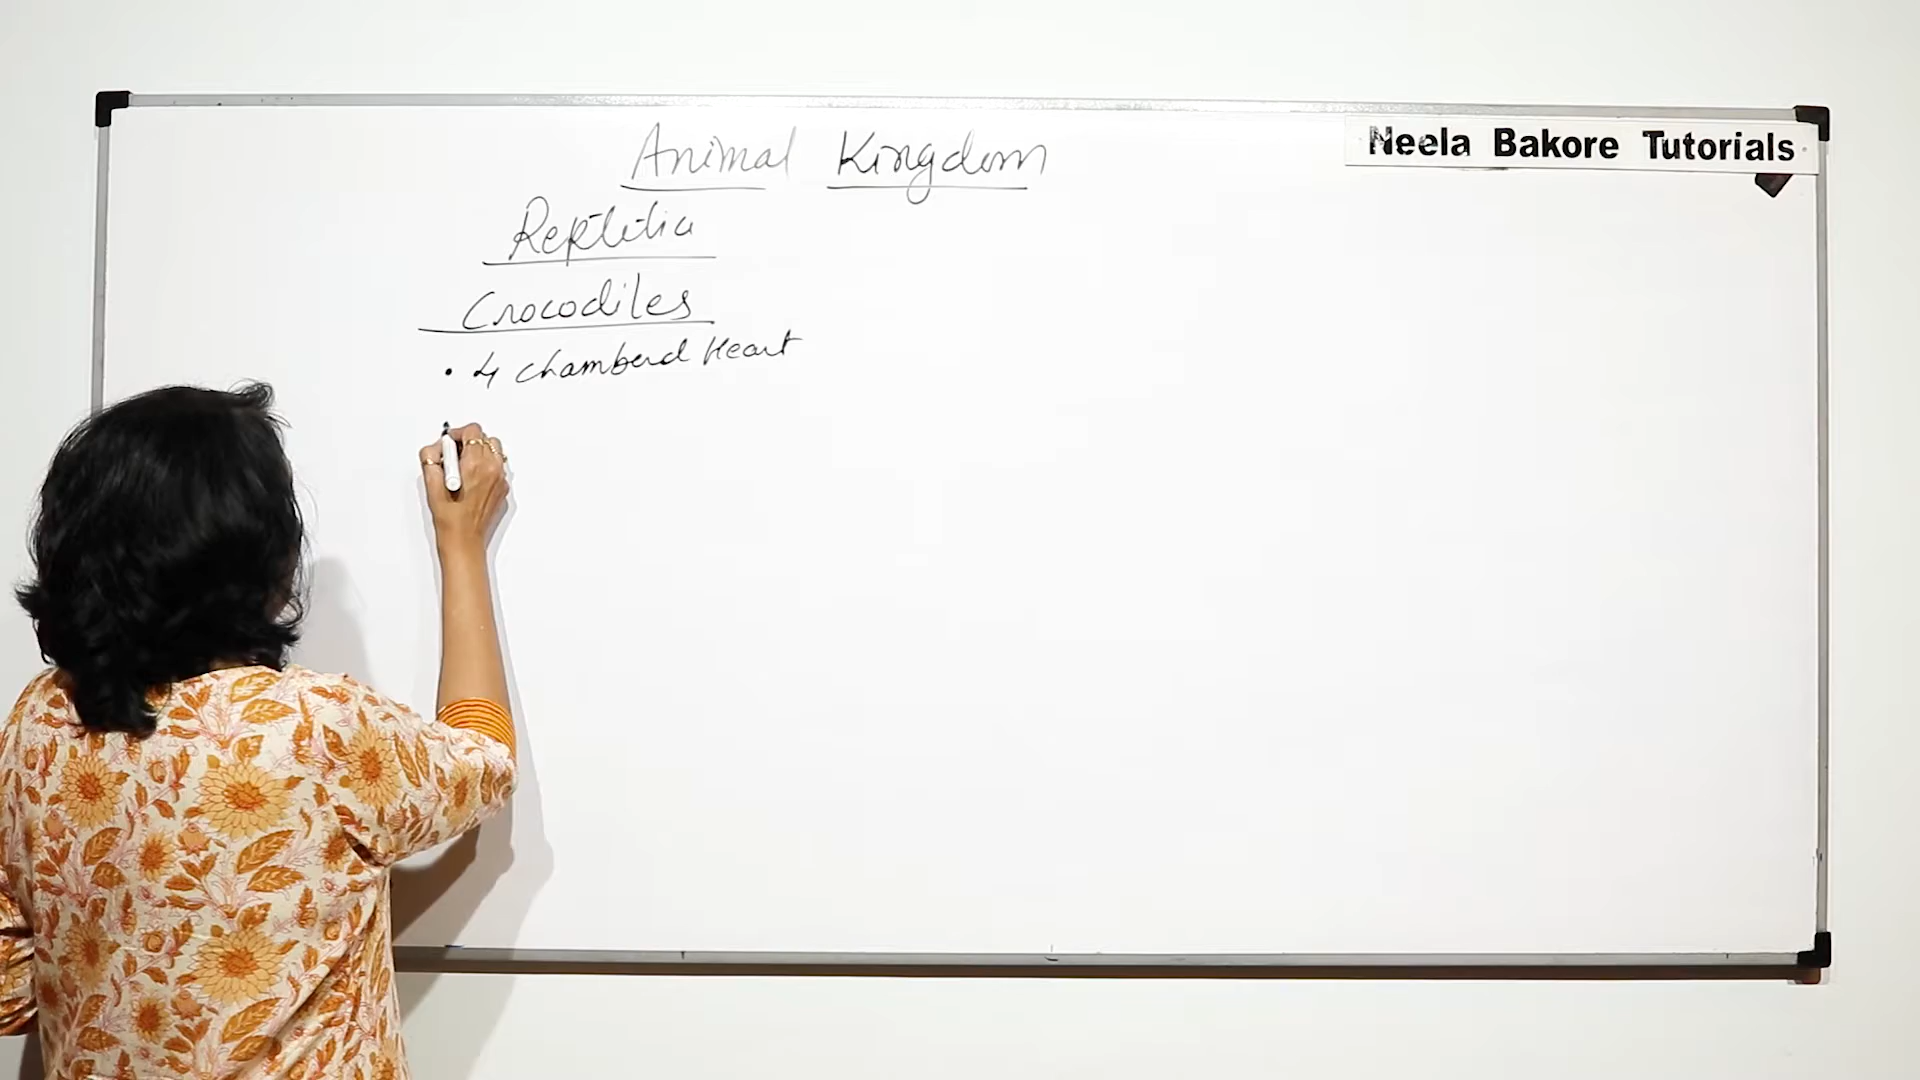 Animal Kingdom
Neela Bakore Tutorials
Reptilia
Crocodiles
• 4 chambered Heart